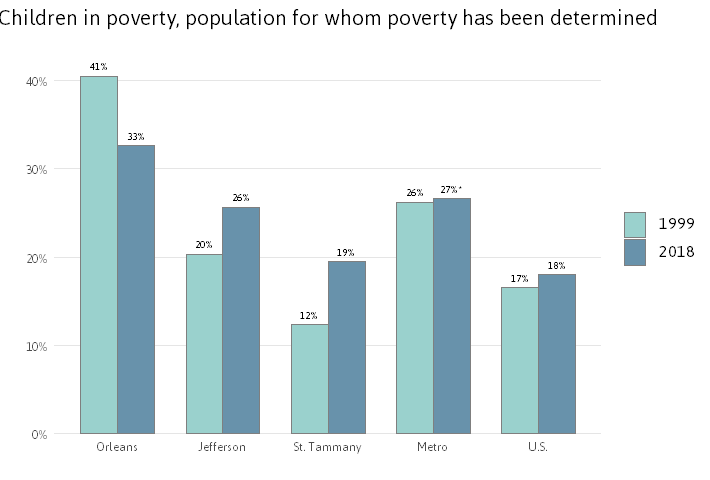 Children in poverty, population for whom poverty has been determined
41%
40%
33%
30%
26%
26%
27%*
20%
20%
19%
17%
18%
12%
10%
0%
Orleans
Jefferson
St. Tammany
Metro
U.S.
1999
2018